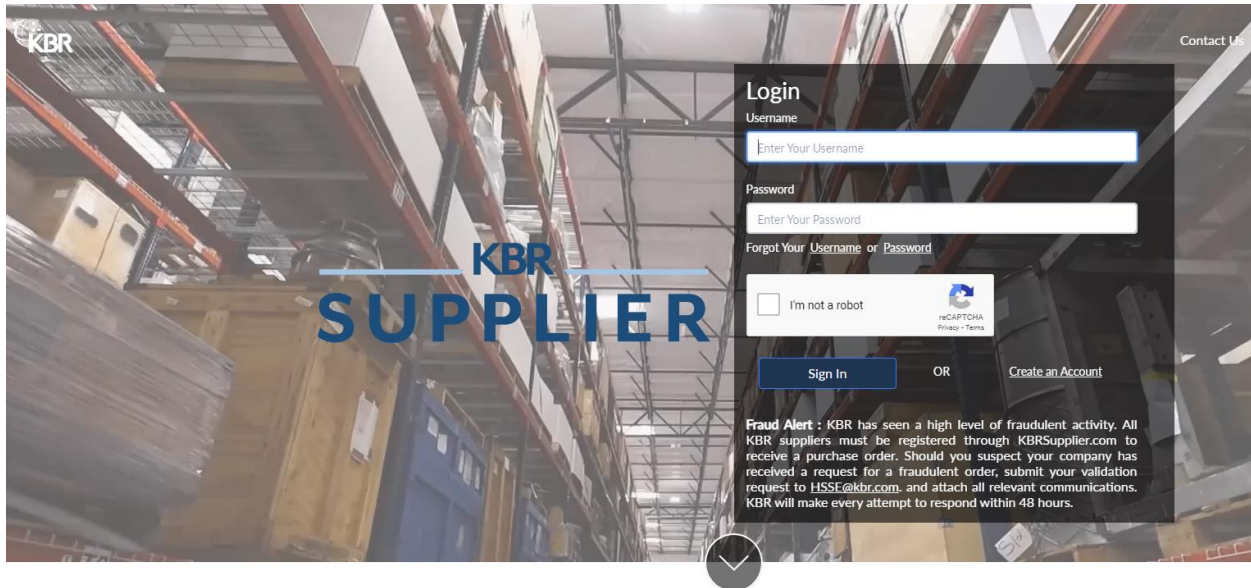 KBR
Contact Us
KBR
SUPPLIER
Login
Username
Enter Your Username
Password
Enter Your Password
Forgot Your Username or Password
I'm not a robot
reCAPTCHA
Privacy - Terms
Sign In
OR
Create an Account
Fraud Alert : KBR has seen a high level of fraudulent activity. All
KBR suppliers must be registered through KBRSupplier.com to
receive a purchase order. Should you suspect your company has
received a request for a fraudulent order, submit your validation
request to HSSE@kbr.com. and attach all relevant communications.
KBR will make every attempt to respond within 48 hours.